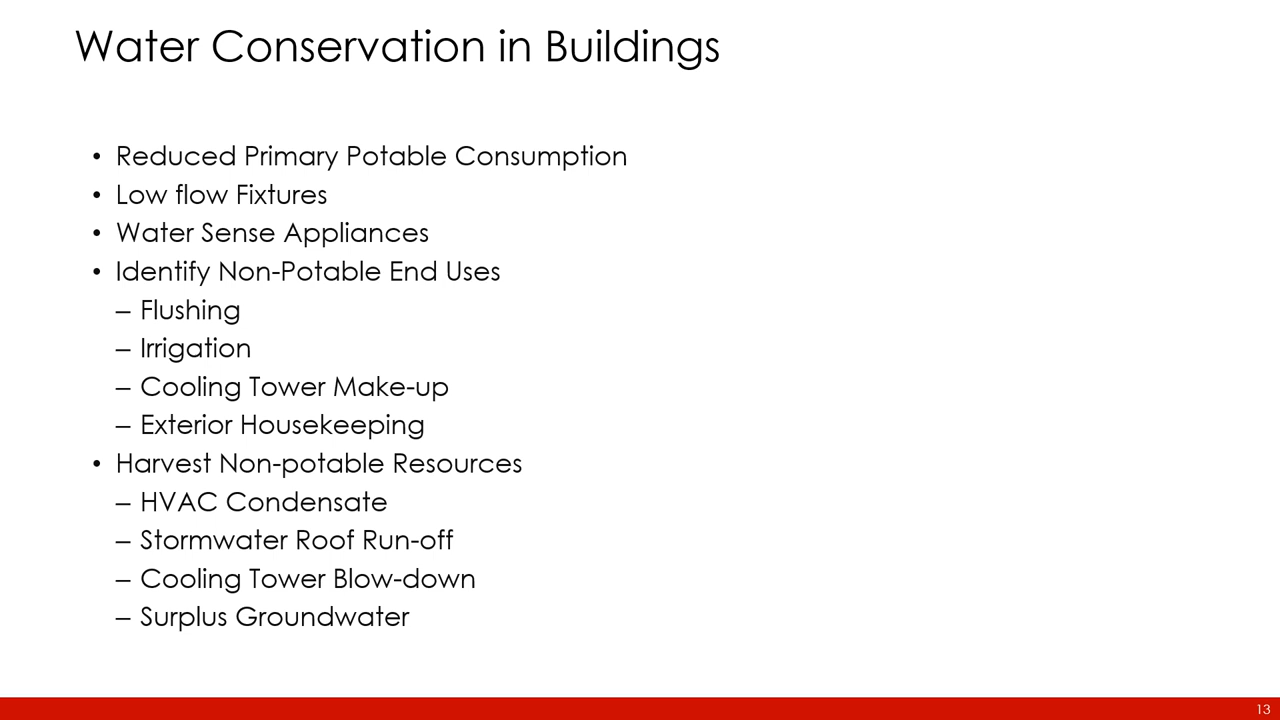 Water Conservation in Buildings
• Reduced Primary Potable Consumption
• Low flow Fixtures
• Water Sense Appliances
• Identify Non-Potable End Uses
– Flushing
– Irrigation
– Cooling Tower Make-up
– Exterior Housekeeping
• Harvest Non-potable Resources
– HVAC Condensate
– Stormwater Roof Run-off
– Cooling Tower Blow-down
– Surplus Groundwater
13